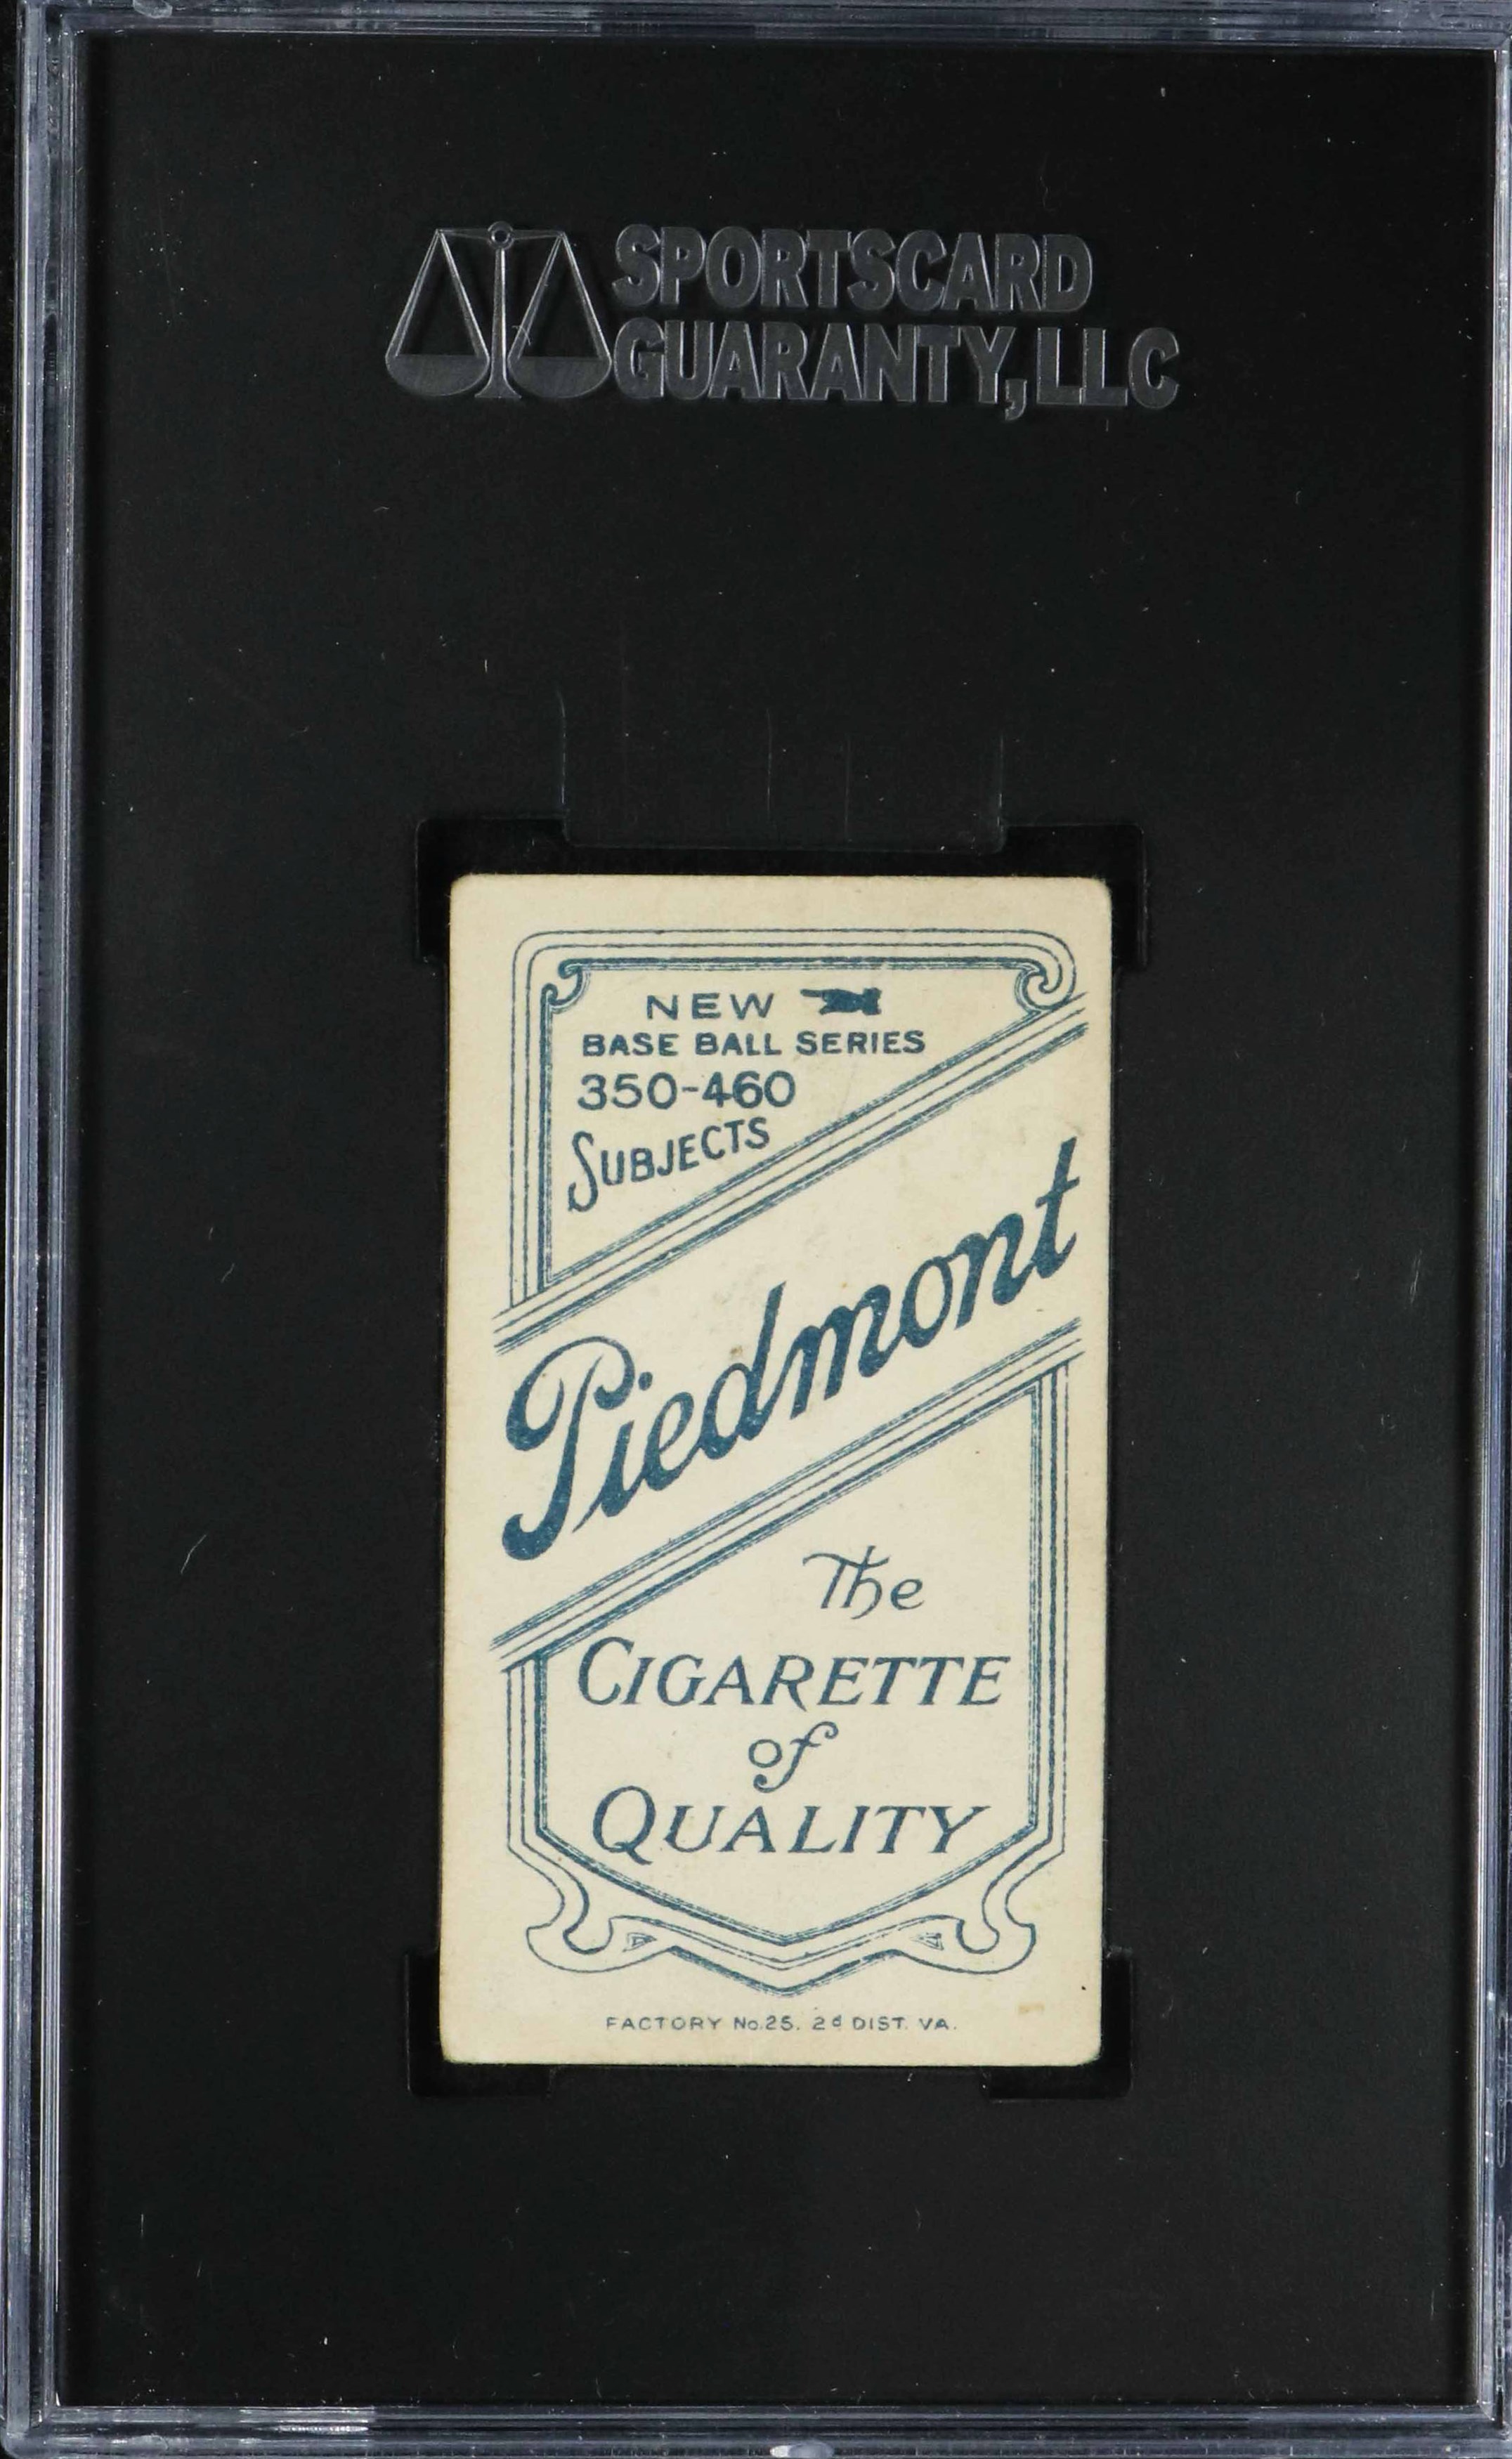 SPORTSCARD
GUARANTY, LLC
NEW
BASE BALL SERIES
350-460
SUBJECTS
Piedmont
The
CIGARETTE
of
QUALITY
FACTORY No.25. 2d DIST. VA.